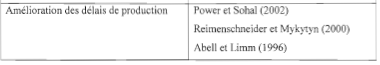 Amélioration des délais de production
Power et Sohal (2002)
Reimenschneider et Mykytyn (2000)
Abell et Limm (1996)